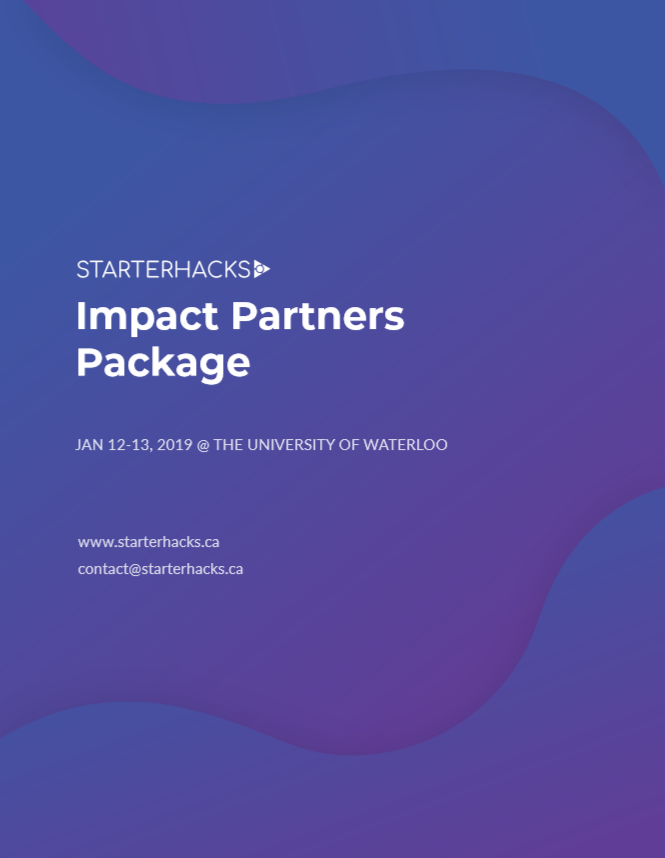 STARTERHACKS
Impact Partners
Package
JAN 12-13, 2019 @ THE UNIVERSITY OF WATERLOO
www.starterhacks.ca
contact@starterhacks.ca